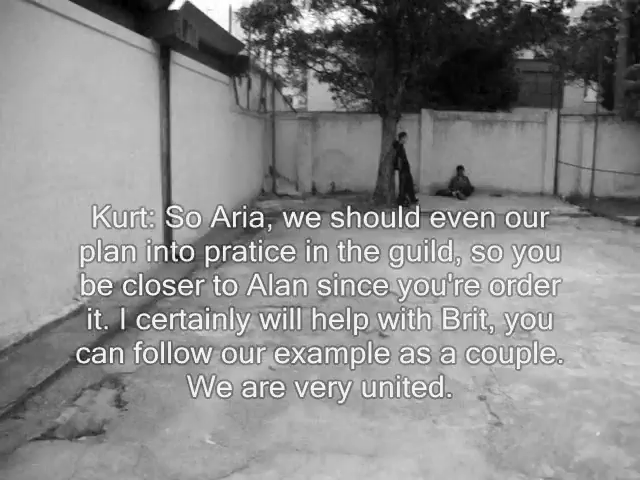 Kurt: So Aria, we should even our
plan into pratice in the guild, so you
be closer to Alan since you're order
it. I certainly will help with Brit, you
can follow our example as a couple.
We are very united.